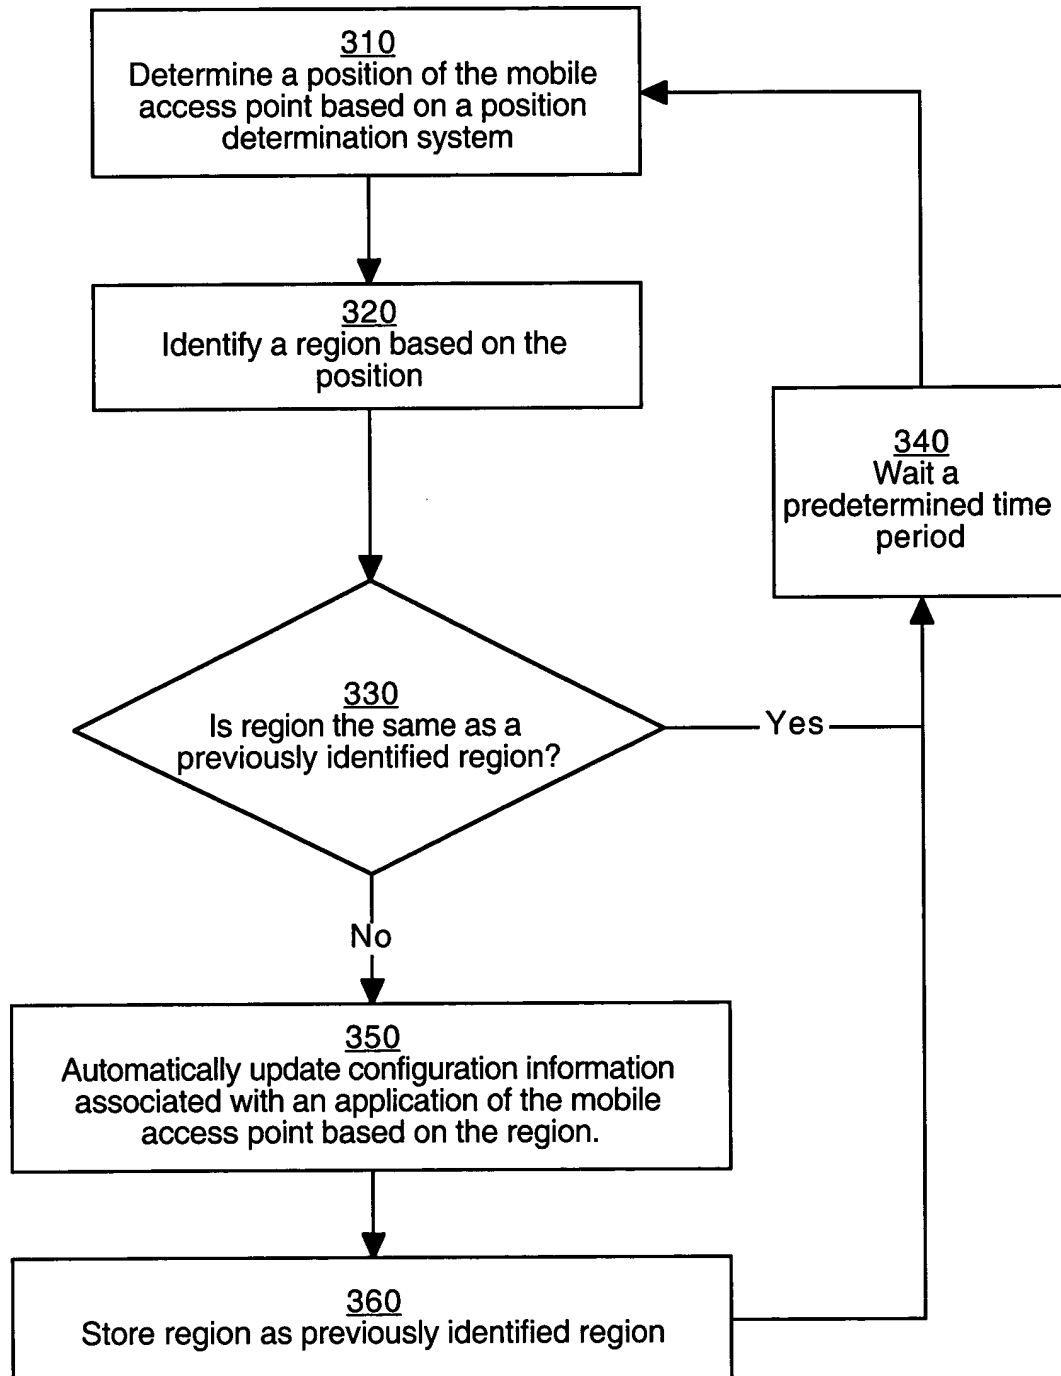 310
Determine a position of the mobile
access point based on a position
determination system
320
Identify a region based on the
position
340
Wait a
predetermined time
period
330
Is region the same as a
previously identified region?
Yes
No
350
Automatically update configuration information
associated with an application of the mobile
access point based on the region.
360
Store region as previously identified region